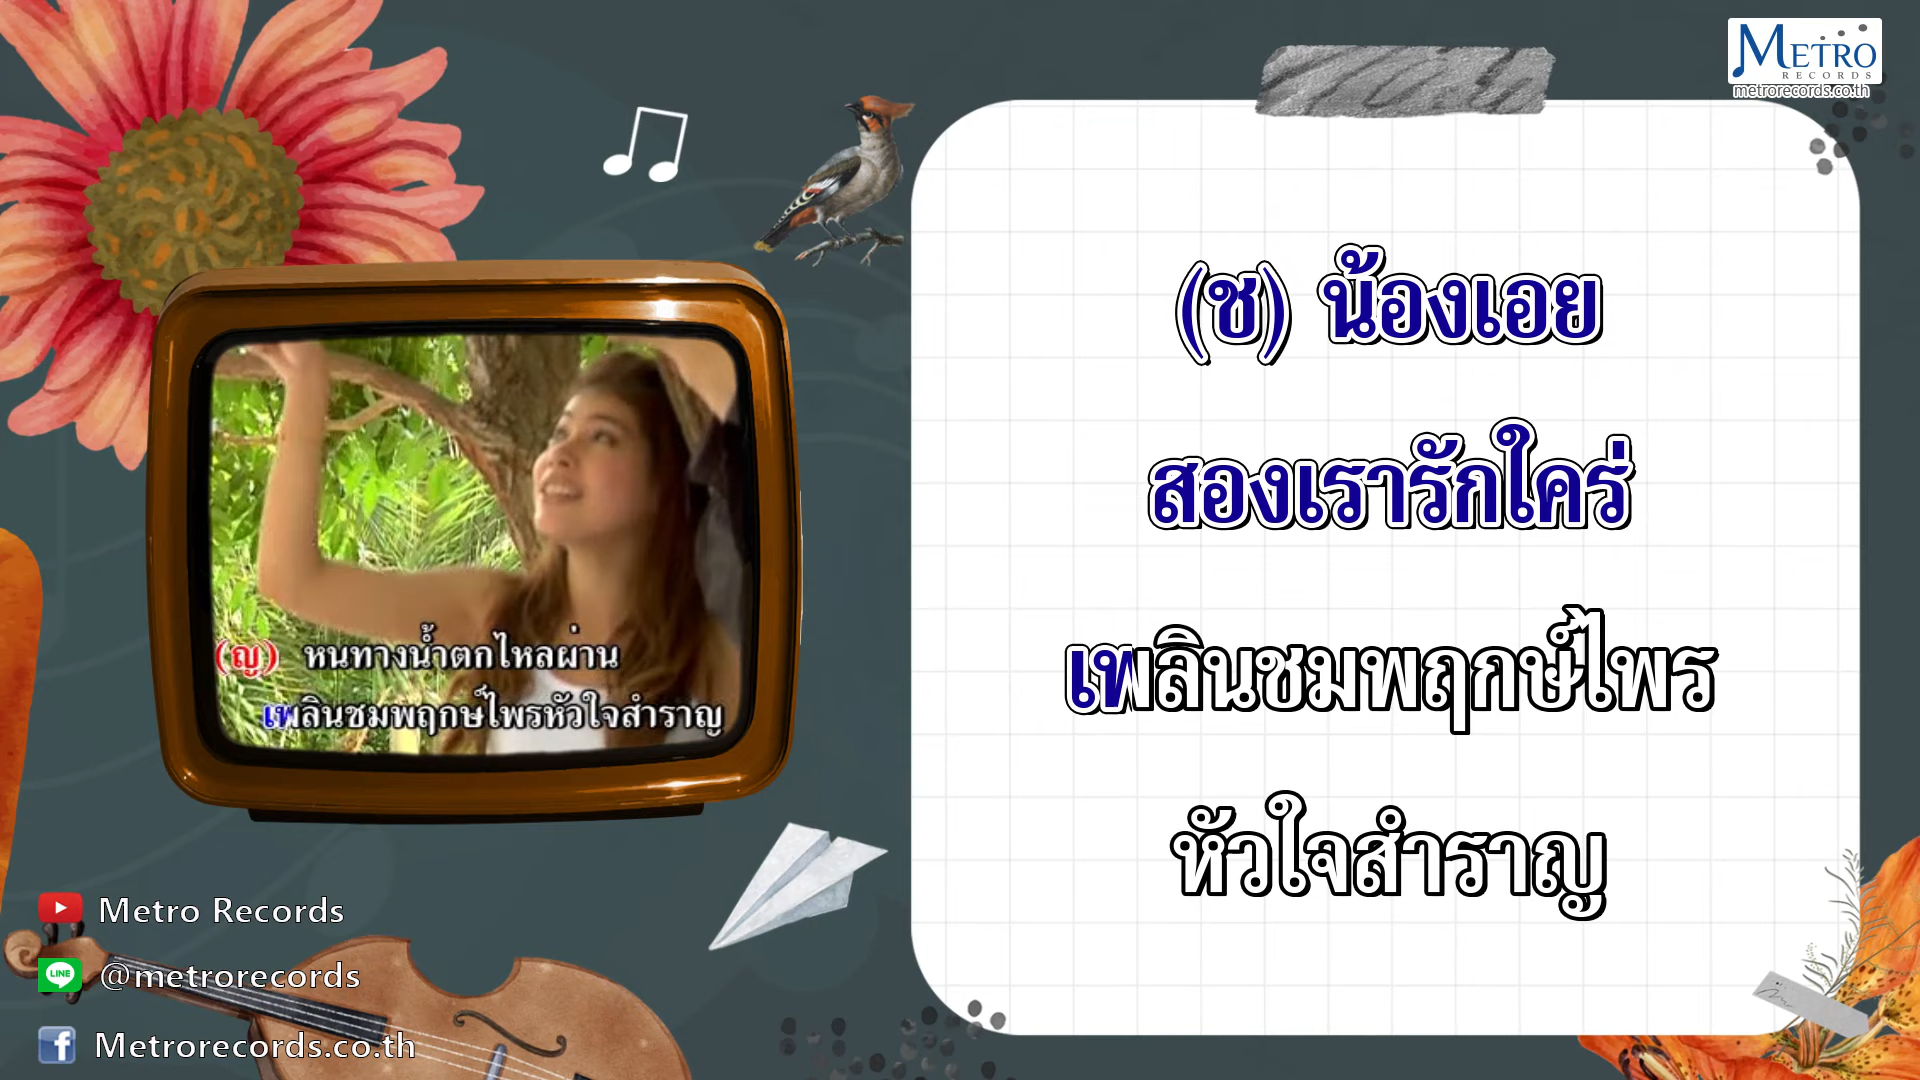 METRO
RECORDS
metrorecords.co.th
(ช) น้องเอย
สองเรารักใคร่
เพลินชมพฤกษ์ไพร
หัวใจสำราญ
(ญ) หนทางน้ำตกไหลผ่าน
เพลินชมพฤกษ์ไพรหัวใจสำราญ
Metro Records
LINE
@metrorecords
f
Metrorecords.co.th